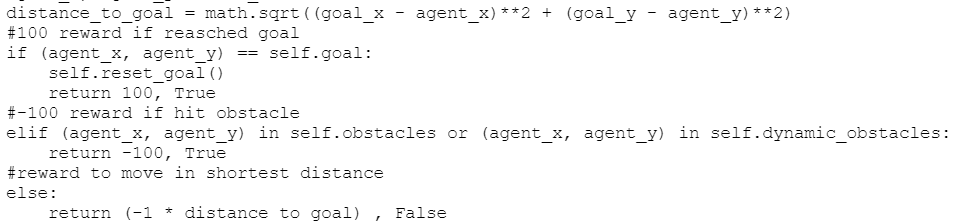 distance_to_goal = math.sqrt((goal_x - agent_x)**2 + (goal_y - agent_y)**2)
#100 reward if reasched goal
if (agent_x, agent_y) == self.goal:
    self.reset_goal()
    return 100, True
#-100 reward if hit obstacle
elif (agent_x, agent_y) in self.obstacles or (agent_x, agent_y) in self.dynamic_obstacles:
    return -100, True
#reward to move in shortest distance
else:
    return (-1 * distance to goal) , False